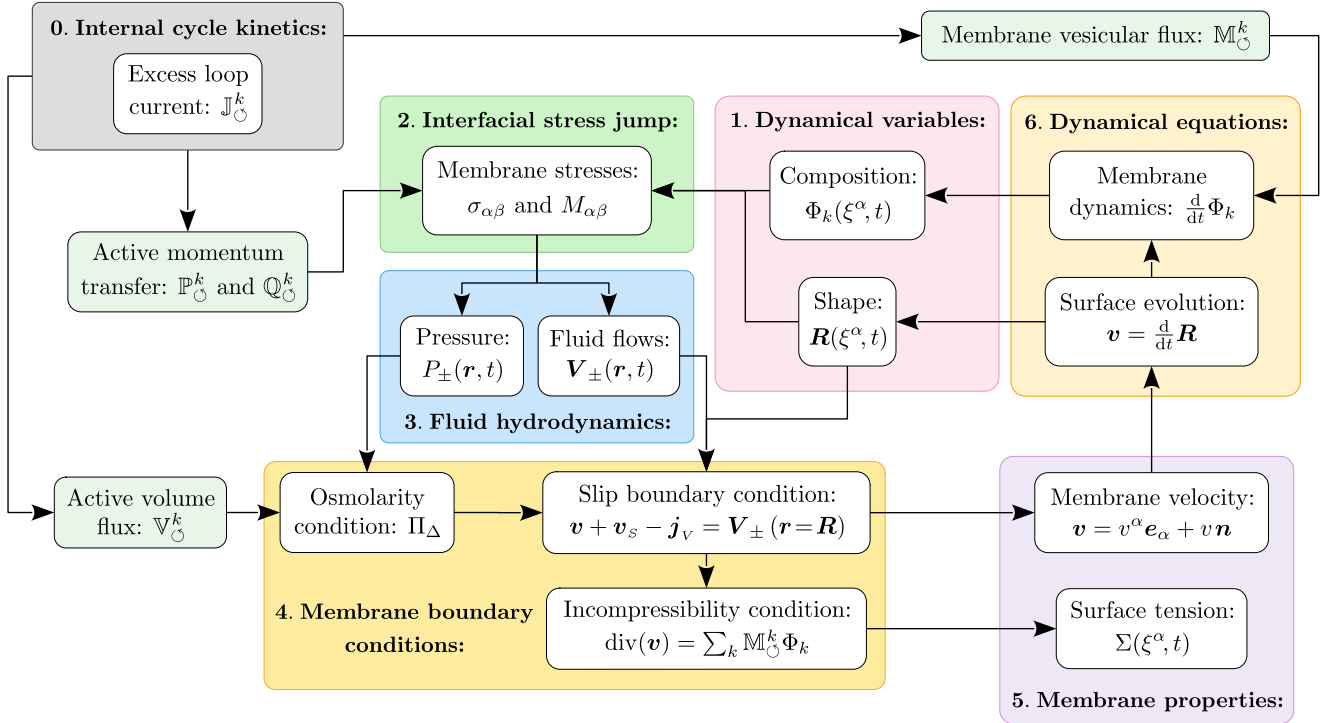 0. Internal cycle kinetics:
Excess loop
current: 𝕁^k_↺
Membrane vesicular flux: 𝕄^k_↺
2. Interfacial stress jump:
Membrane stresses:
σ_αβ and M_αβ
1. Dynamical variables:
Composition:
Φ_k(ξ^α, t)
Shape:
R(ξ^α, t)
6. Dynamical equations:
Membrane
dynamics: d/dt Φ_k
Surface evolution:
v = d/dt R
Active momentum
transfer: ℙ^k_↺ and ℚ^k_↺
Pressure:
P_±(r, t)
Fluid flows:
V_±(r, t)
3. Fluid hydrodynamics:
Active volume
flux: 𝕍^k_↺
Osmolarity
condition: Π_Δ
Slip boundary condition:
v + v_S − j_V = V_± (r = R)
4. Membrane boundary
conditions:
Incompressibility condition:
div(v) = ∑_k 𝕄^k_↺ Φ_k
Membrane velocity:
v = v^α e_α + v n
Surface tension:
Σ(ξ^α, t)
5. Membrane properties: